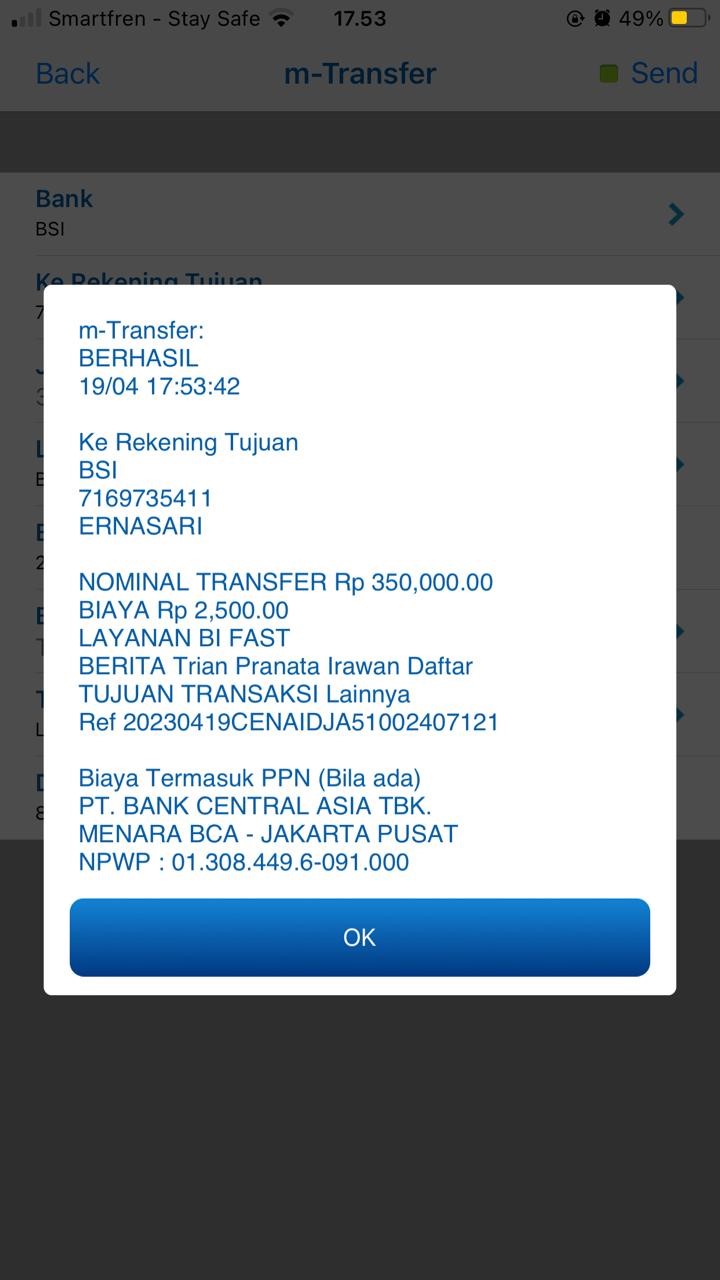 Smartfren - Stay Safe 17.53 49%
Back m-Transfer Send
Bank
BSI
Ke Rekening Tujuan
7
m-Transfer:
BERHASIL
19/04 17:53:42
Ke Rekening Tujuan
BSI
7169735411
ERNASARI
NOMINAL TRANSFER Rp 350,000.00
BIAYA Rp 2,500.00
LAYANAN BI FAST
BERITA Trian Pranata Irawan Daftar
TUJUAN TRANSAKSI Lainnya
Ref 20230419CENAIDJA51002407121
Biaya Termasuk PPN (Bila ada)
PT. BANK CENTRAL ASIA TBK.
MENARA BCA - JAKARTA PUSAT
NPWP : 01.308.449.6-091.000
OK